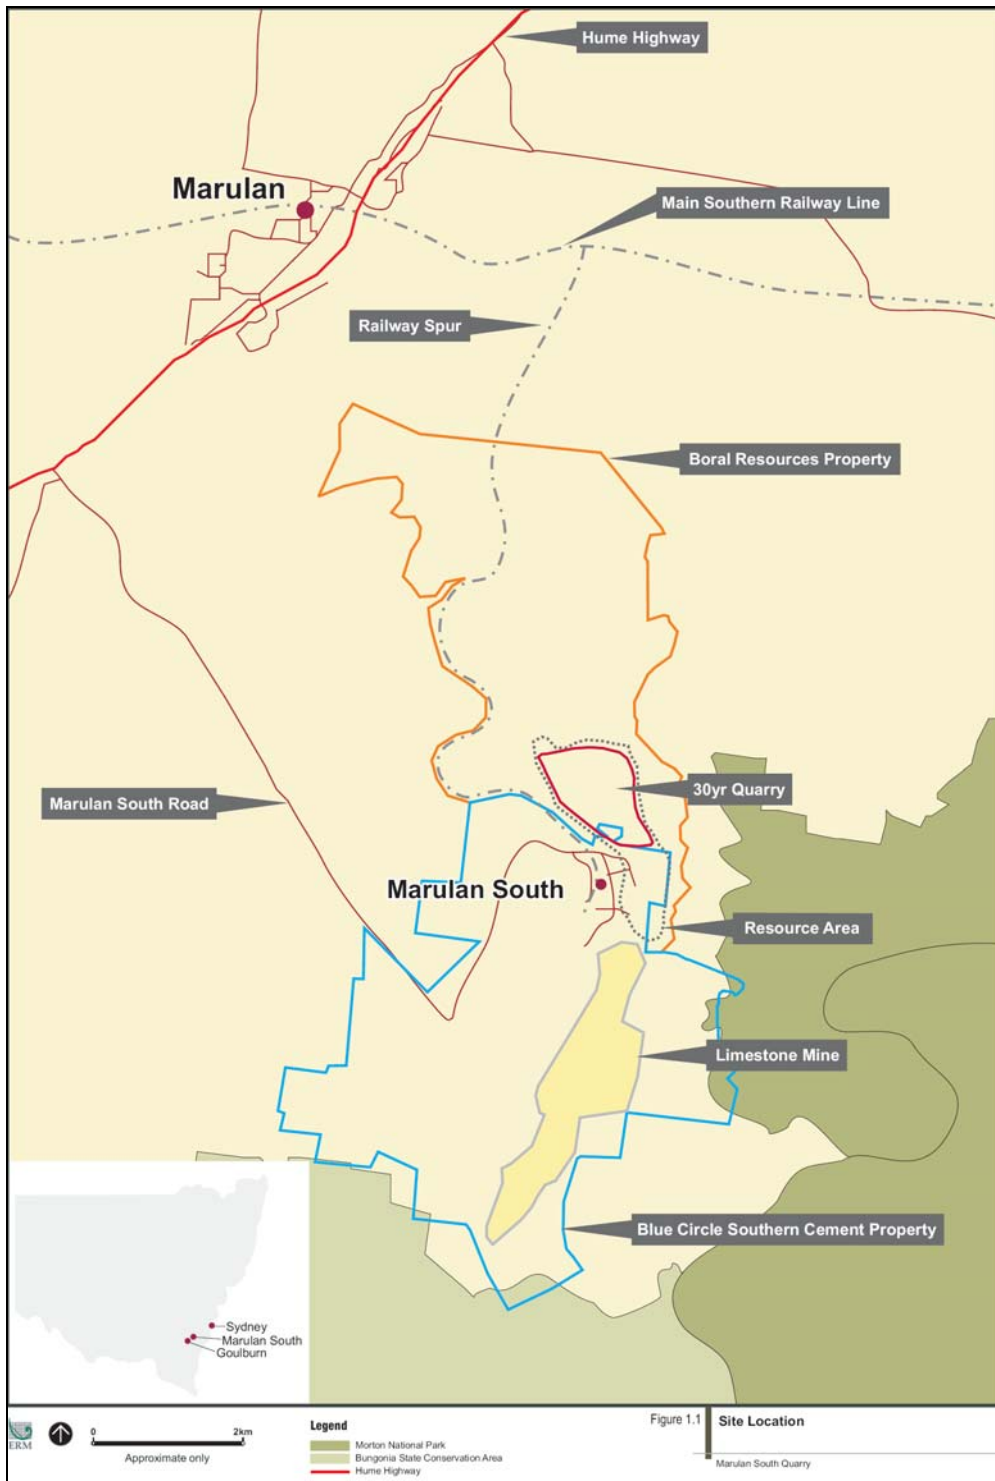 Hume Highway
Marulan
Main Southern Railway Line
Railway Spur
Boral Resources Property
30yr Quarry
Marulan South Road
Marulan South
Resource Area
Limestone Mine
Blue Circle Southern Cement Property
Sydney
Marulan South
Goulburn
ERM
0 2km
Approximate only
Legend
Morton National Park
Bungonia State Conservation Area
Hume Highway
Figure 1.1
Site Location
Marulan South Quarry